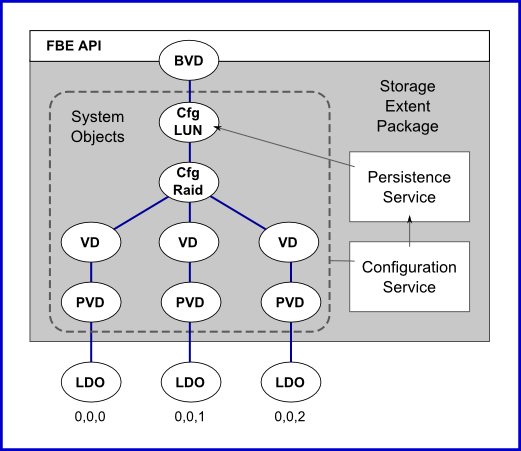 FBE API
BVD
Storage
Extent
Package
System
Objects
Cfg
LUN
Cfg
Raid
Persistence
Service
VD
VD
VD
Configuration
Service
PVD
PVD
PVD
LDO
LDO
LDO
0,0,0
0,0,1
0,0,2